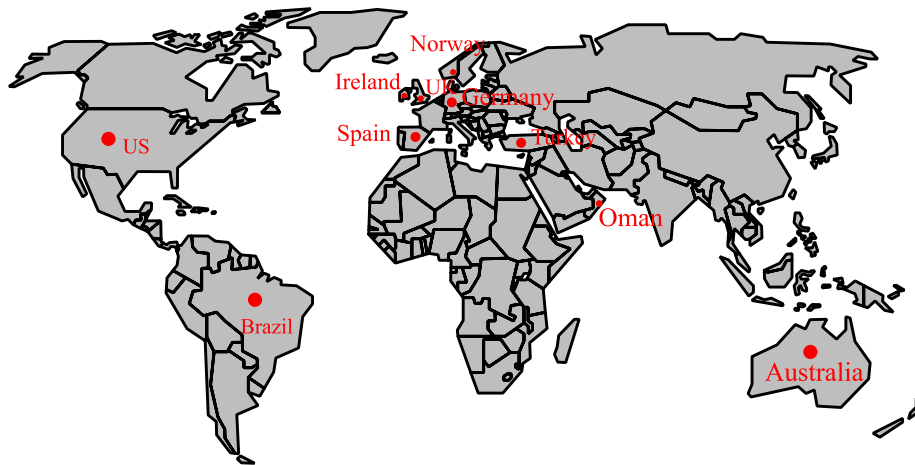 Norway
Ireland
UK
Germany
Spain
Turkey
US
Oman
Brazil
Australia